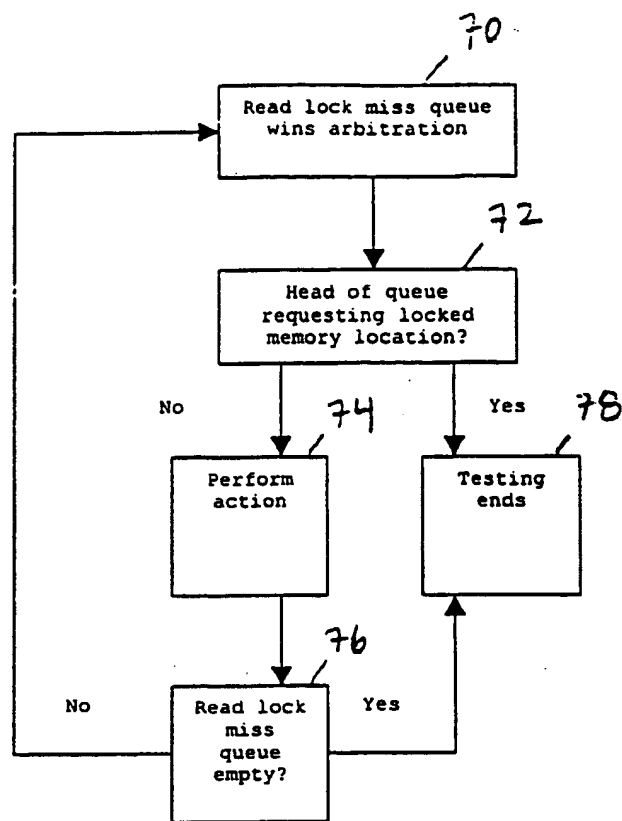 70
Read lock miss queue
wins arbitration
72
Head of queue
requesting locked
memory location?
No
74
Yes
78
Perform
action
Testing
ends
76
No
Read lock
miss
queue
empty?
Yes